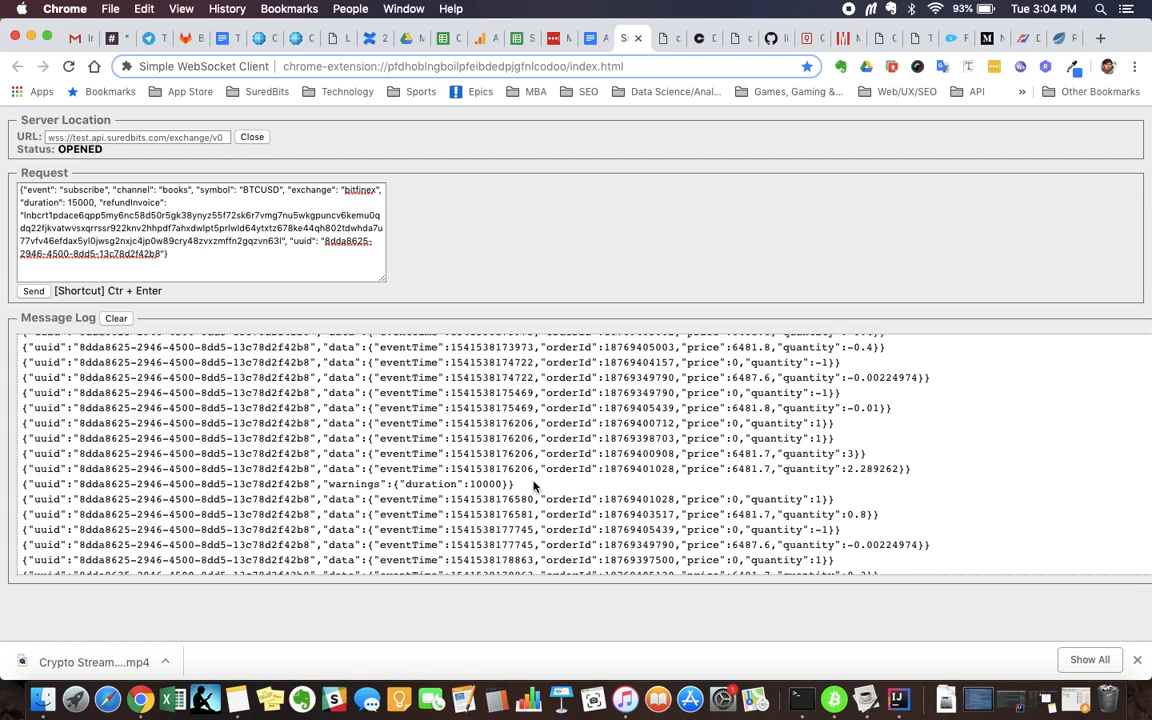 Chrome File Edit View History Bookmarks People Window Help 93% Tue 3:04 PM
Simple WebSocket Client chrome-extension://pfdhoblngboilpfeibdedpjgfnlcodoo/index.html
Apps Bookmarks App Store SuredBits Technology Sports Epics MBA SEO Data Science/Anal... Games, Gaming &... Web/UX/SEO API » Other Bookmarks
Server Location
URL: wss://test.api.suredbits.com/exchange/v0 Close
Status: OPENED
Request
{"event": "subscribe", "channel": "books", "symbol": "BTCUSD", "exchange": "bitfinex",
"duration": 15000, "refundInvoice":
"lnbcrt1pdace6qpp5my6nc58d50r5gk38ynyz55f72sk6r7vmg7nu5wkgpuncv6kemu0q
dq22fjkvatwvsxqrrssr922knv2hhpdf7ahxdwlpt5prlwld64ytxtz678ke44qh802tdwhda7u
77vfv46efdax5yl0jwsg2nxjc4jp0w89cry48zvxzmffn2gqzvn63l", "uuid": "8dda8625-
2946-4500-8dd5-13c78d2f42b8"}
Send [Shortcut] Ctr + Enter
Message Log Clear
{"uuid":"8dda8625-2946-4500-8dd5-13c78d2f42b8","data":{"eventTime":1541538173973,"orderId":18769405003,"price":6481.8,"quantity":-0.4}}
{"uuid":"8dda8625-2946-4500-8dd5-13c78d2f42b8","data":{"eventTime":1541538174722,"orderId":18769404157,"price":0,"quantity":-1}}
{"uuid":"8dda8625-2946-4500-8dd5-13c78d2f42b8","data":{"eventTime":1541538174722,"orderId":18769349790,"price":6487.6,"quantity":-0.00224974}}
{"uuid":"8dda8625-2946-4500-8dd5-13c78d2f42b8","data":{"eventTime":1541538175469,"orderId":18769349790,"price":0,"quantity":-1}}
{"uuid":"8dda8625-2946-4500-8dd5-13c78d2f42b8","data":{"eventTime":1541538175469,"orderId":18769405439,"price":6481.8,"quantity":-0.01}}
{"uuid":"8dda8625-2946-4500-8dd5-13c78d2f42b8","data":{"eventTime":1541538176206,"orderId":18769400712,"price":0,"quantity":1}}
{"uuid":"8dda8625-2946-4500-8dd5-13c78d2f42b8","data":{"eventTime":1541538176206,"orderId":18769398703,"price":0,"quantity":1}}
{"uuid":"8dda8625-2946-4500-8dd5-13c78d2f42b8","data":{"eventTime":1541538176206,"orderId":18769400908,"price":6481.7,"quantity":3}}
{"uuid":"8dda8625-2946-4500-8dd5-13c78d2f42b8","data":{"eventTime":1541538176206,"orderId":18769401028,"price":6481.7,"quantity":2.289262}}
{"uuid":"8dda8625-2946-4500-8dd5-13c78d2f42b8","warnings":{"duration":10000}}
{"uuid":"8dda8625-2946-4500-8dd5-13c78d2f42b8","data":{"eventTime":1541538176580,"orderId":18769401028,"price":0,"quantity":1}}
{"uuid":"8dda8625-2946-4500-8dd5-13c78d2f42b8","data":{"eventTime":1541538176581,"orderId":18769403517,"price":6481.7,"quantity":0.8}}
{"uuid":"8dda8625-2946-4500-8dd5-13c78d2f42b8","data":{"eventTime":1541538177745,"orderId":18769405439,"price":0,"quantity":-1}}
{"uuid":"8dda8625-2946-4500-8dd5-13c78d2f42b8","data":{"eventTime":1541538177745,"orderId":18769349790,"price":6487.6,"quantity":-0.00224974}}
{"uuid":"8dda8625-2946-4500-8dd5-13c78d2f42b8","data":{"eventTime":1541538178863,"orderId":18769397500,"price":0,"quantity":1}}
Crypto Stream....mp4 Show All